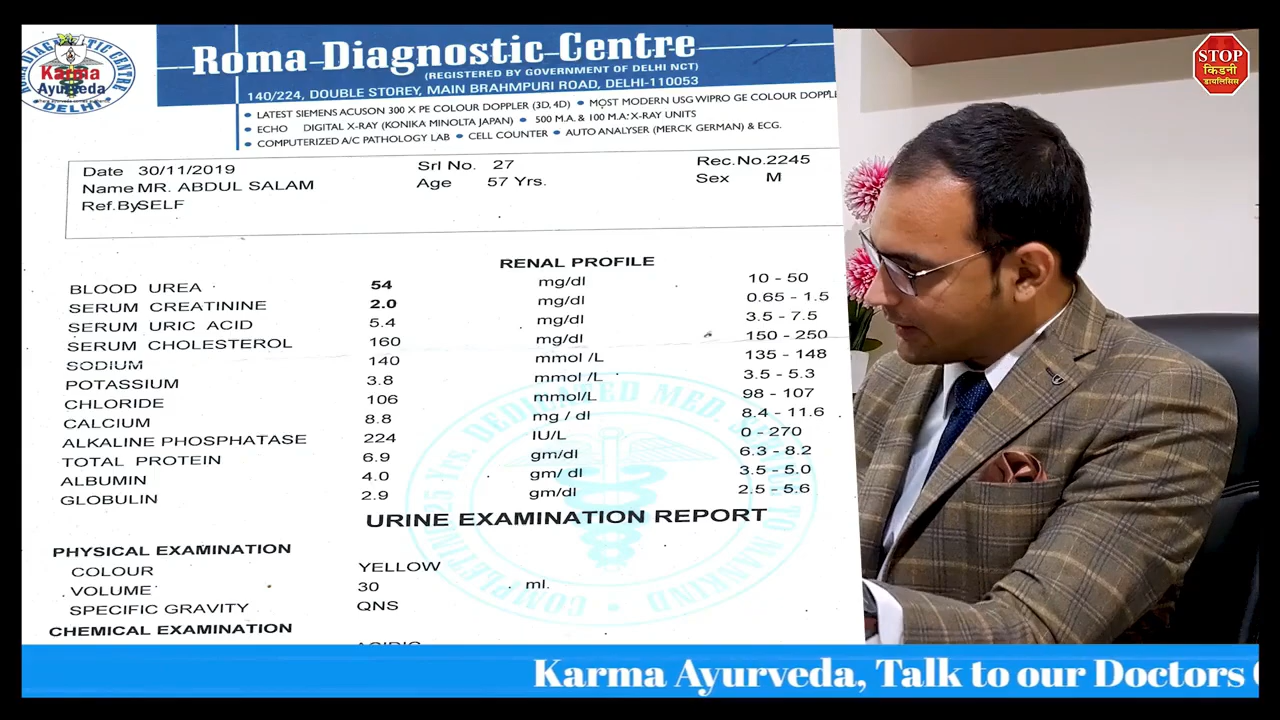 Karma
Ayurveda
DELHI
Roma Diagnostic Centre
(REGISTERED BY GOVERNMENT OF DELHI NCT)
140/224, DOUBLE STOREY, MAIN BRAHMPURI ROAD, DELHI-110053
• LATEST SIEMENS ACUSON 300 X PE COLOUR DOPPLER (3D, 4D) • MOST MODERN USG WIPRO GE COLOUR DOPPLE
• ECHO DIGITAL X-RAY (KONIKA MINOLTA JAPAN) • 500 M.A. & 100 M.A. X-RAY UNITS
• COMPUTERIZED A/C PATHOLOGY LAB • CELL COUNTER • AUTO ANALYSER (MERCK GERMAN) & ECG.
STOP
किडनी
डायलिसिस
Date 30/11/2019 Srl No. 27 Rec.No.2245
Name MR. ABDUL SALAM Age 57 Yrs. Sex M
Ref.By SELF
RENAL PROFILE
BLOOD UREA 54 mg/dl 10 - 50
SERUM CREATININE 2.0 mg/dl 0.65 - 1.5
SERUM URIC ACID 5.4 mg/dl 3.5 - 7.5
SERUM CHOLESTEROL 160 mg/dl 150 - 250
SODIUM 140 mmol /L 135 - 148
POTASSIUM 3.8 mmol /L 3.5 - 5.3
CHLORIDE 106 mmol/L 98 - 107
CALCIUM 8.8 mg / dl 8.4 - 11.6
ALKALINE PHOSPHATASE 224 IU/L 0 - 270
TOTAL PROTEIN 6.9 gm/dl 6.3 - 8.2
ALBUMIN 4.0 gm/ dl 3.5 - 5.0
GLOBULIN 2.9 gm/dl 2.5 - 5.6
URINE EXAMINATION REPORT
PHYSICAL EXAMINATION
COLOUR YELLOW
VOLUME 30 ml.
SPECIFIC GRAVITY QNS
CHEMICAL EXAMINATION
Karma Ayurveda, Talk to our Doctors